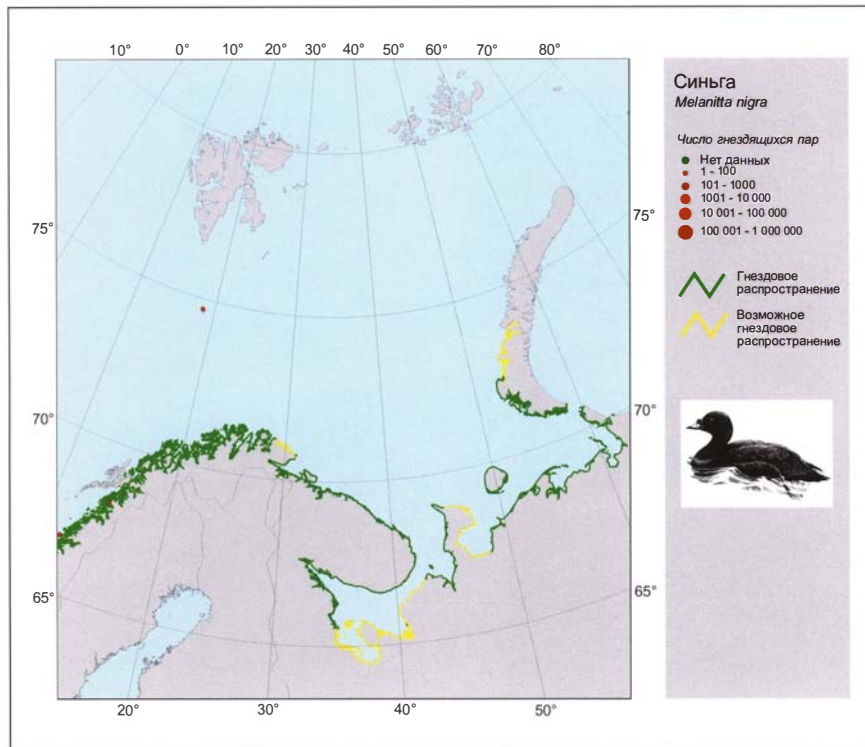 10° 0° 10° 20° 30° 40° 50° 60° 70° 80°
75° 75°
70° 70°
65° 65°
20° 30° 40° 50°
Синьга
Melanitta nigra
Число гнездящихся пар
Нет данных
1 - 100
101 - 1000
1001 - 10 000
10 001 - 100 000
100 001 - 1 000 000
Гнездовое
распространение
Возможное
гнездовое
распространение